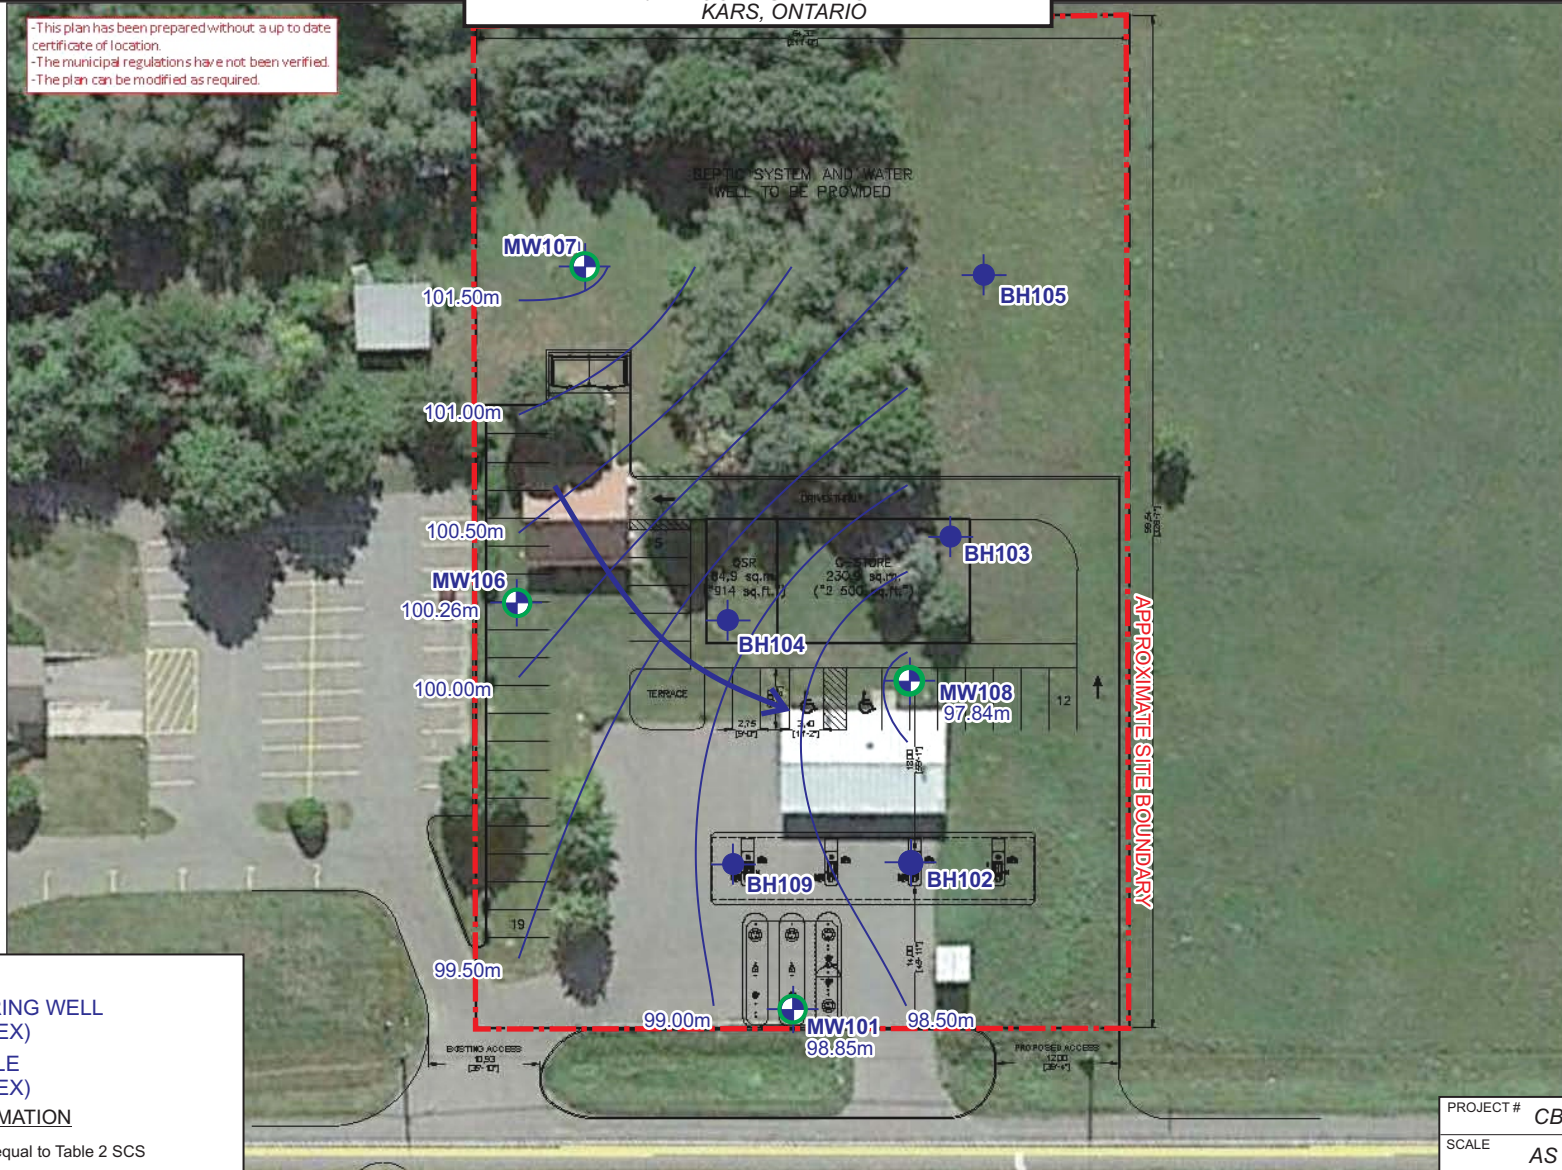 KARS, ONTARIO
-This plan has been prepared without a up to date
certificate of location.
-The municipal regulations have not been verified.
-The plan can be modified as required.
SEPTIC SYSTEM AND WATER
WELL TO BE PROVIDED
MW107
101.50m
BH105
101.00m
100.50m
BH103
QSR
C-STORE
MW106
100.26m
BH104
100.00m
TERRACE
MW108
97.84m
12
APPROXIMATE SITE BOUNDARY
BH109
BH102
19
99.50m
99.00m
MW101
98.85m
98.50m
EXISTING ACCESS
PROPOSED ACCESS
RING WELL
EX)
LE
EX)
MATION
equal to Table 2 SCS
PROJECT # CB
SCALE AS